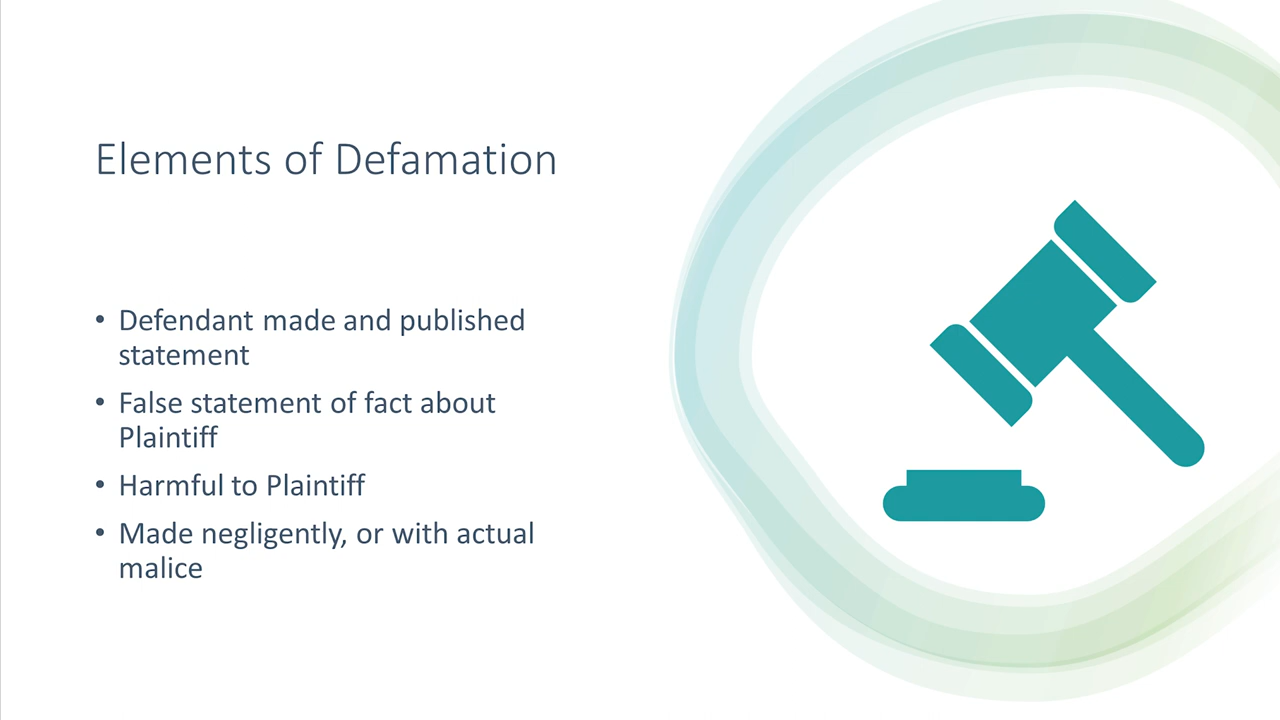 Elements of Defamation
• Defendant made and published
statement
• False statement of fact about
Plaintiff
• Harmful to Plaintiff
• Made negligently, or with actual
malice